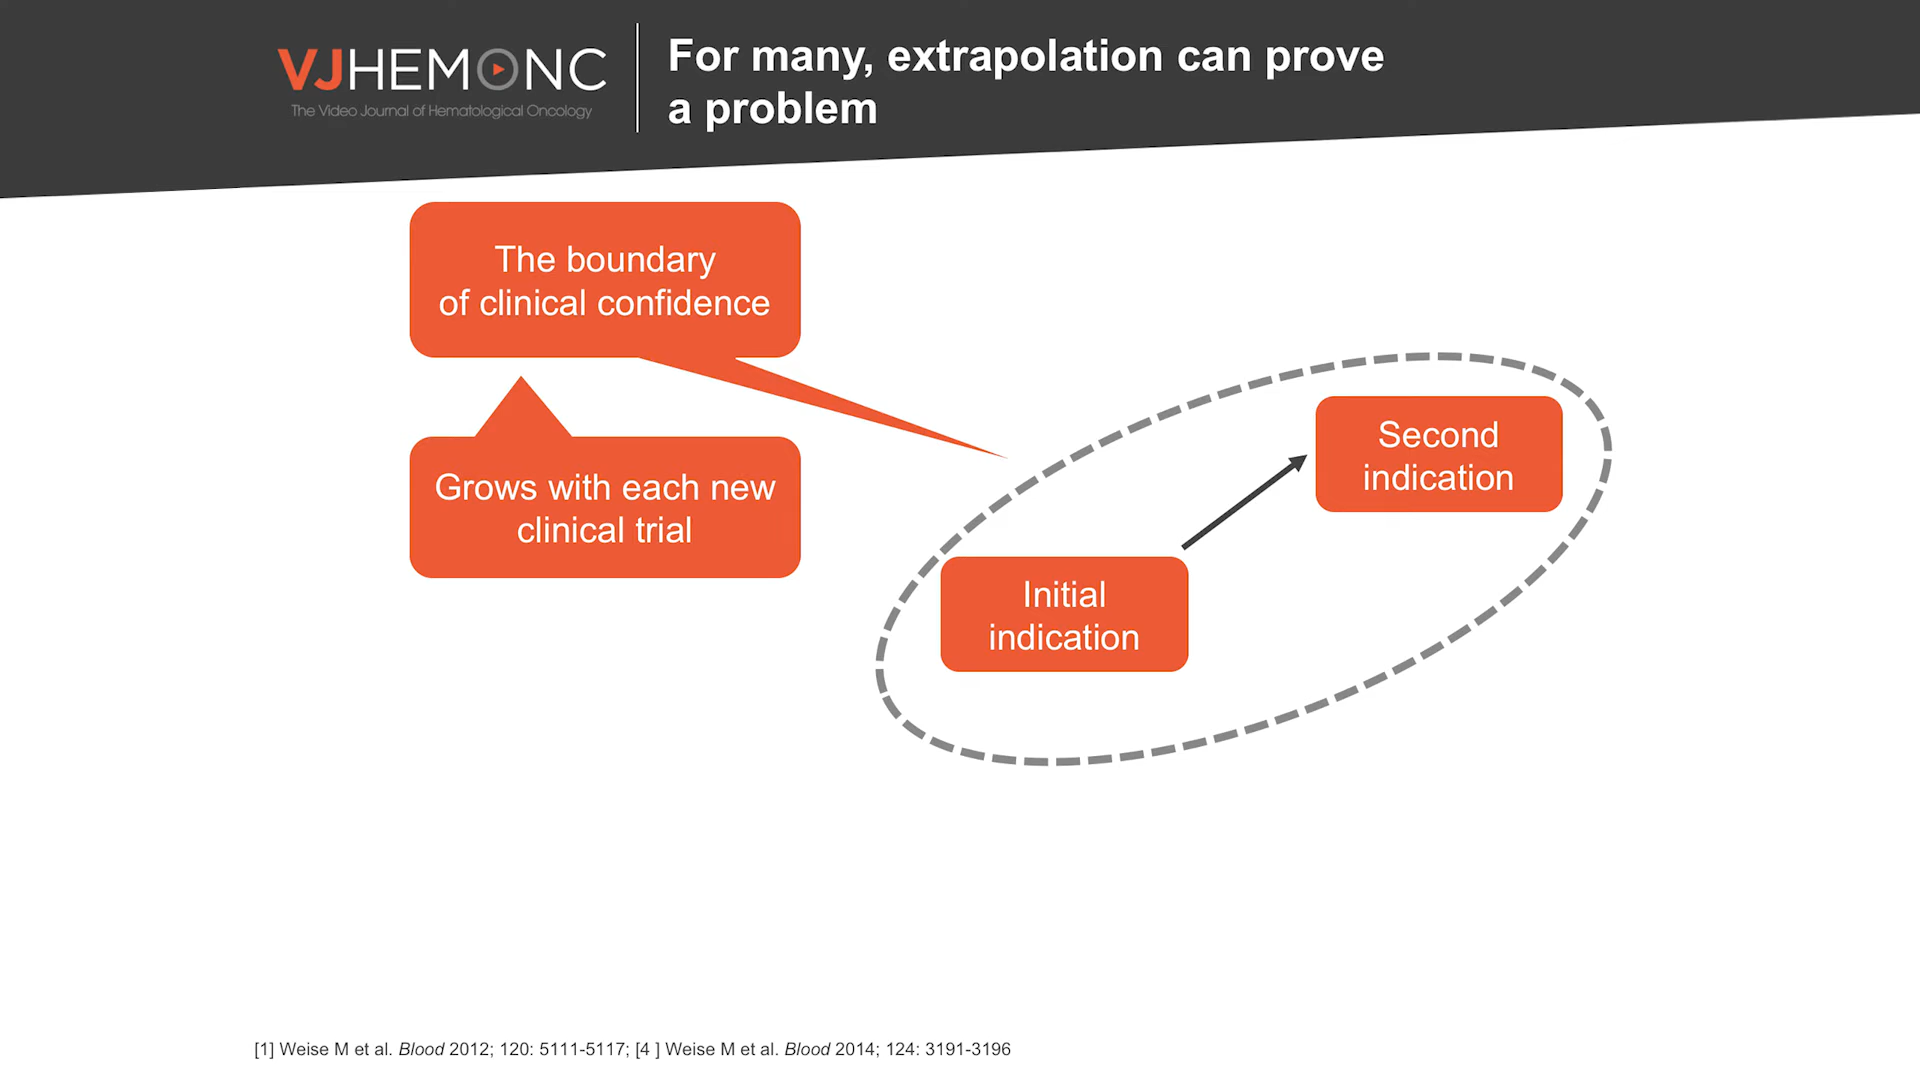 VJHEMONC
The Video Journal of Hematological Oncology
For many, extrapolation can prove
a problem
The boundary
of clinical confidence
Grows with each new
clinical trial
Second
indication
Initial
indication
[1] Weise M et al. Blood 2012; 120: 5111-5117; [4 ] Weise M et al. Blood 2014; 124: 3191-3196